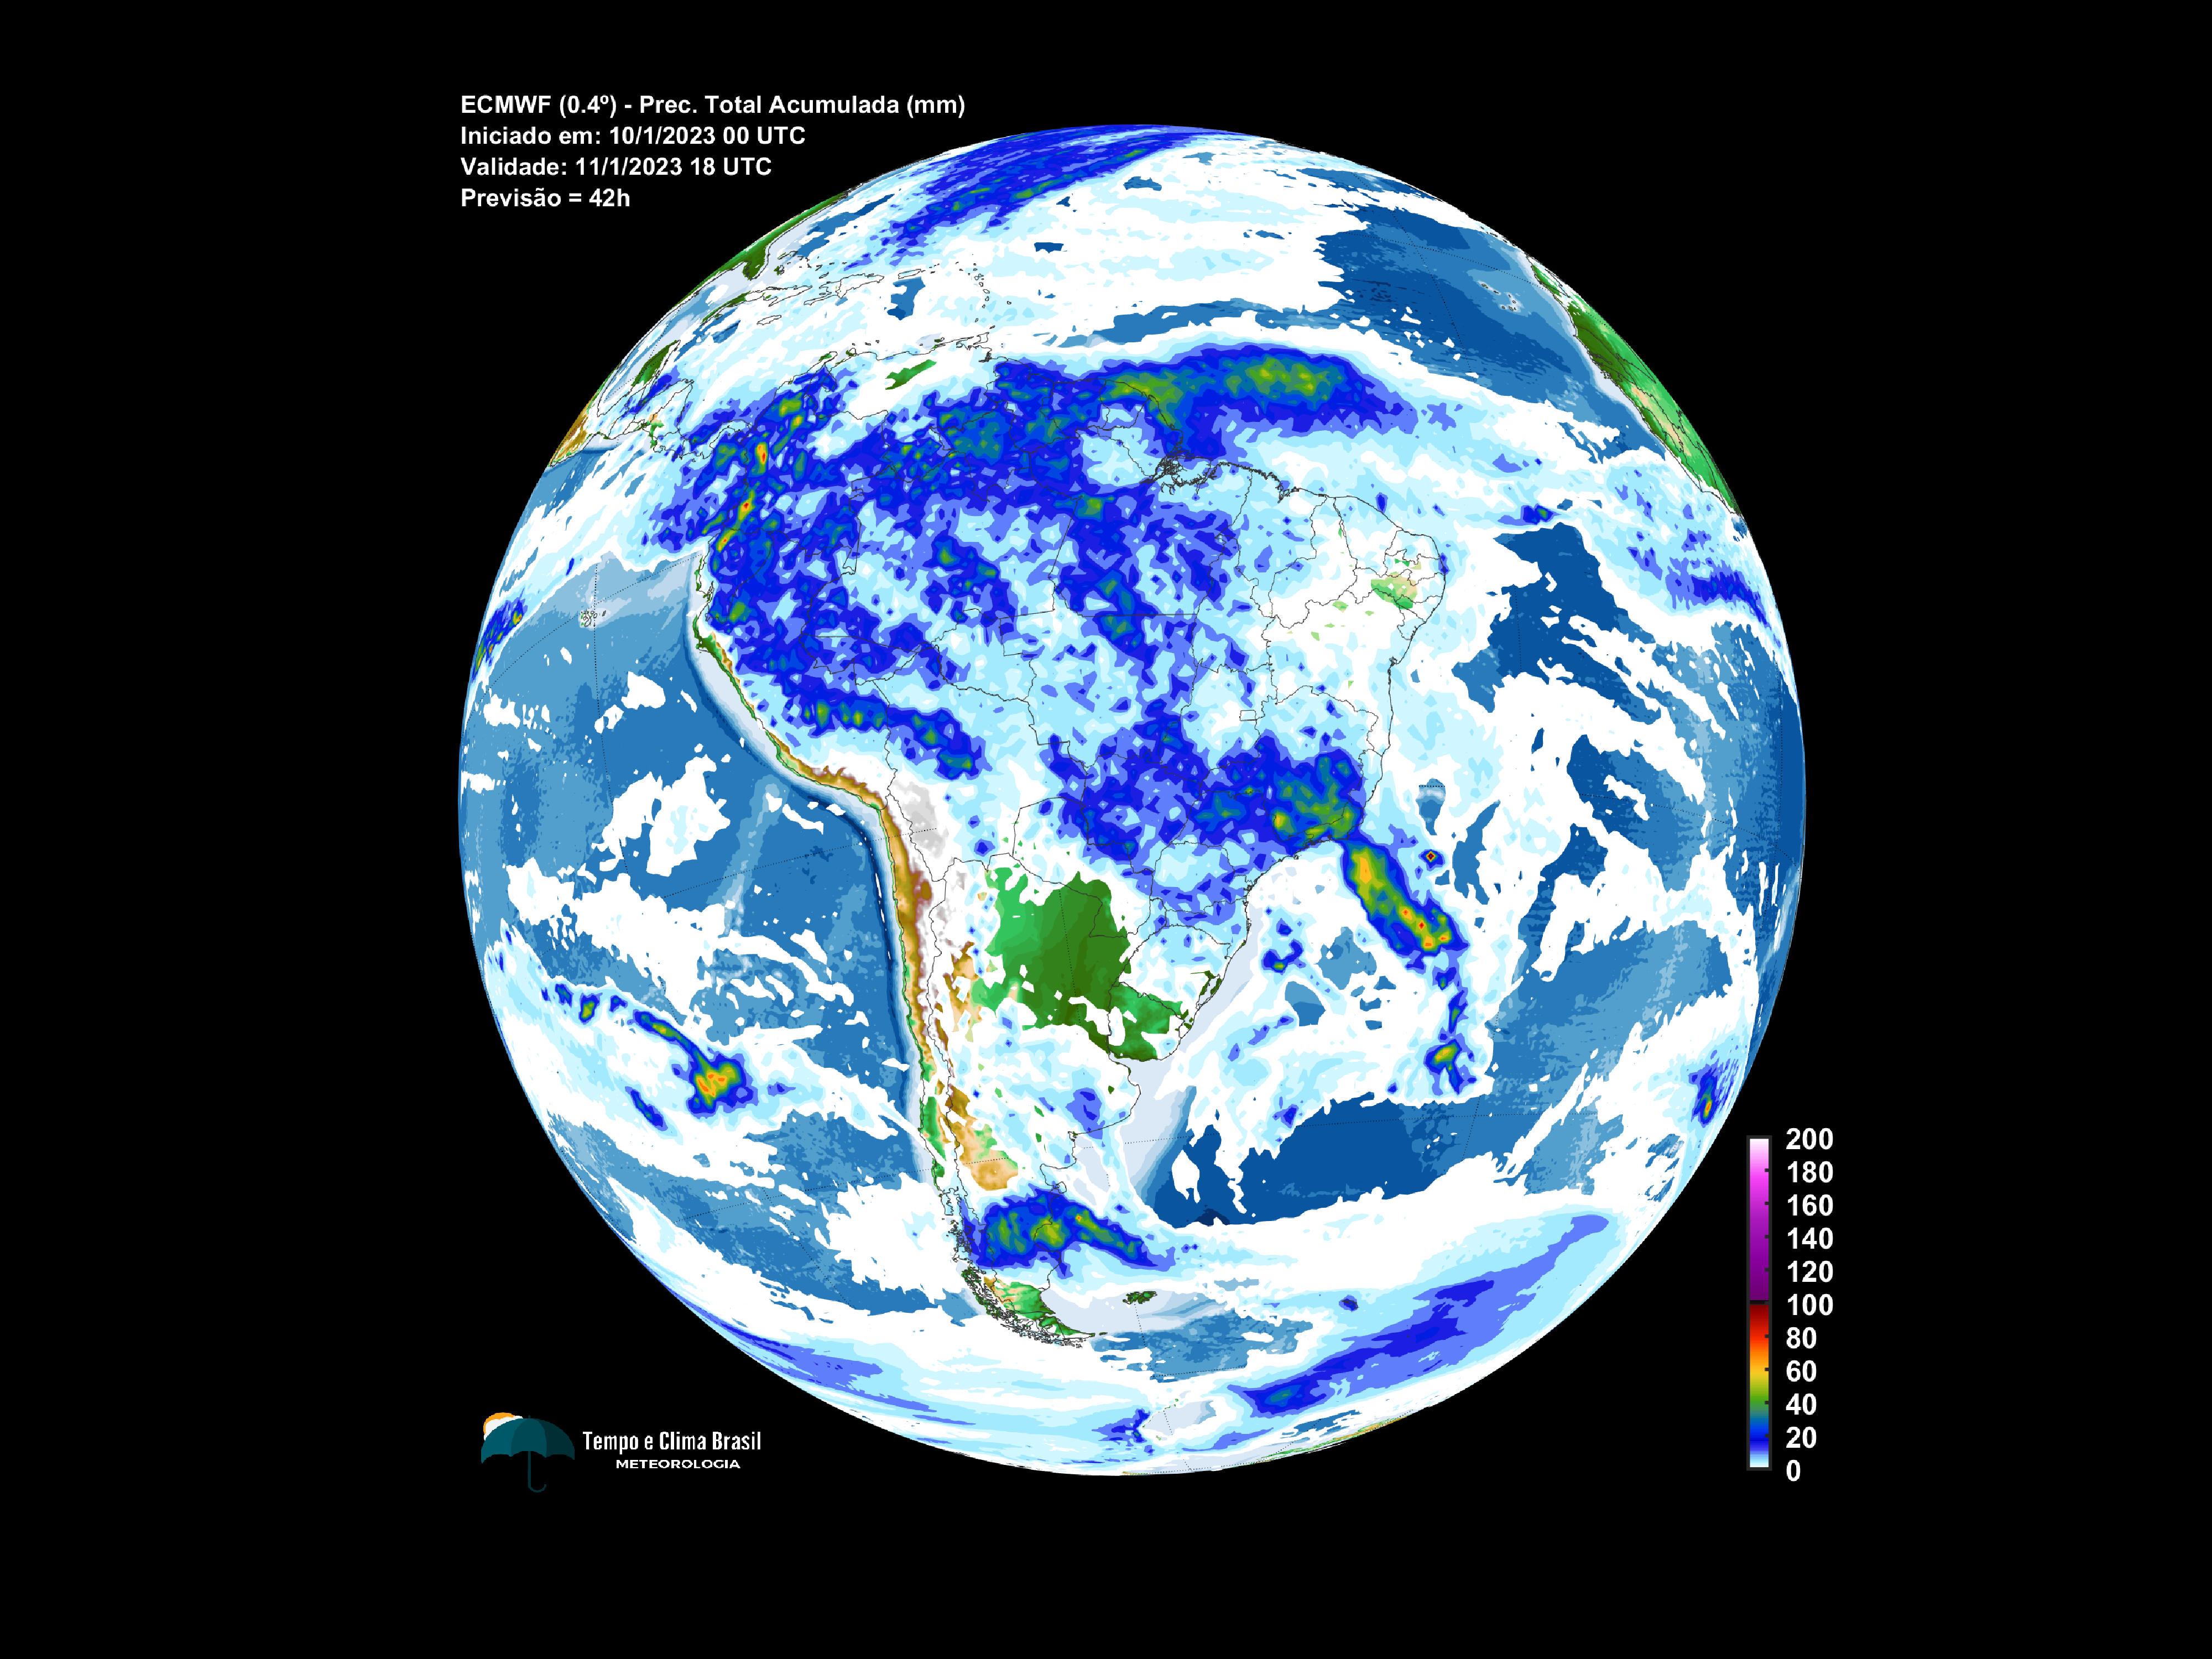 ECMWF (0.4º) - Prec. Total Acumulada (mm)
Iniciado em: 10/1/2023 00 UTC
Validade: 11/1/2023 18 UTC
Previsão = 42h
200
180
160
140
120
100
80
60
40
20
0
Tempo e Clima Brasil
METEOROLOGIA